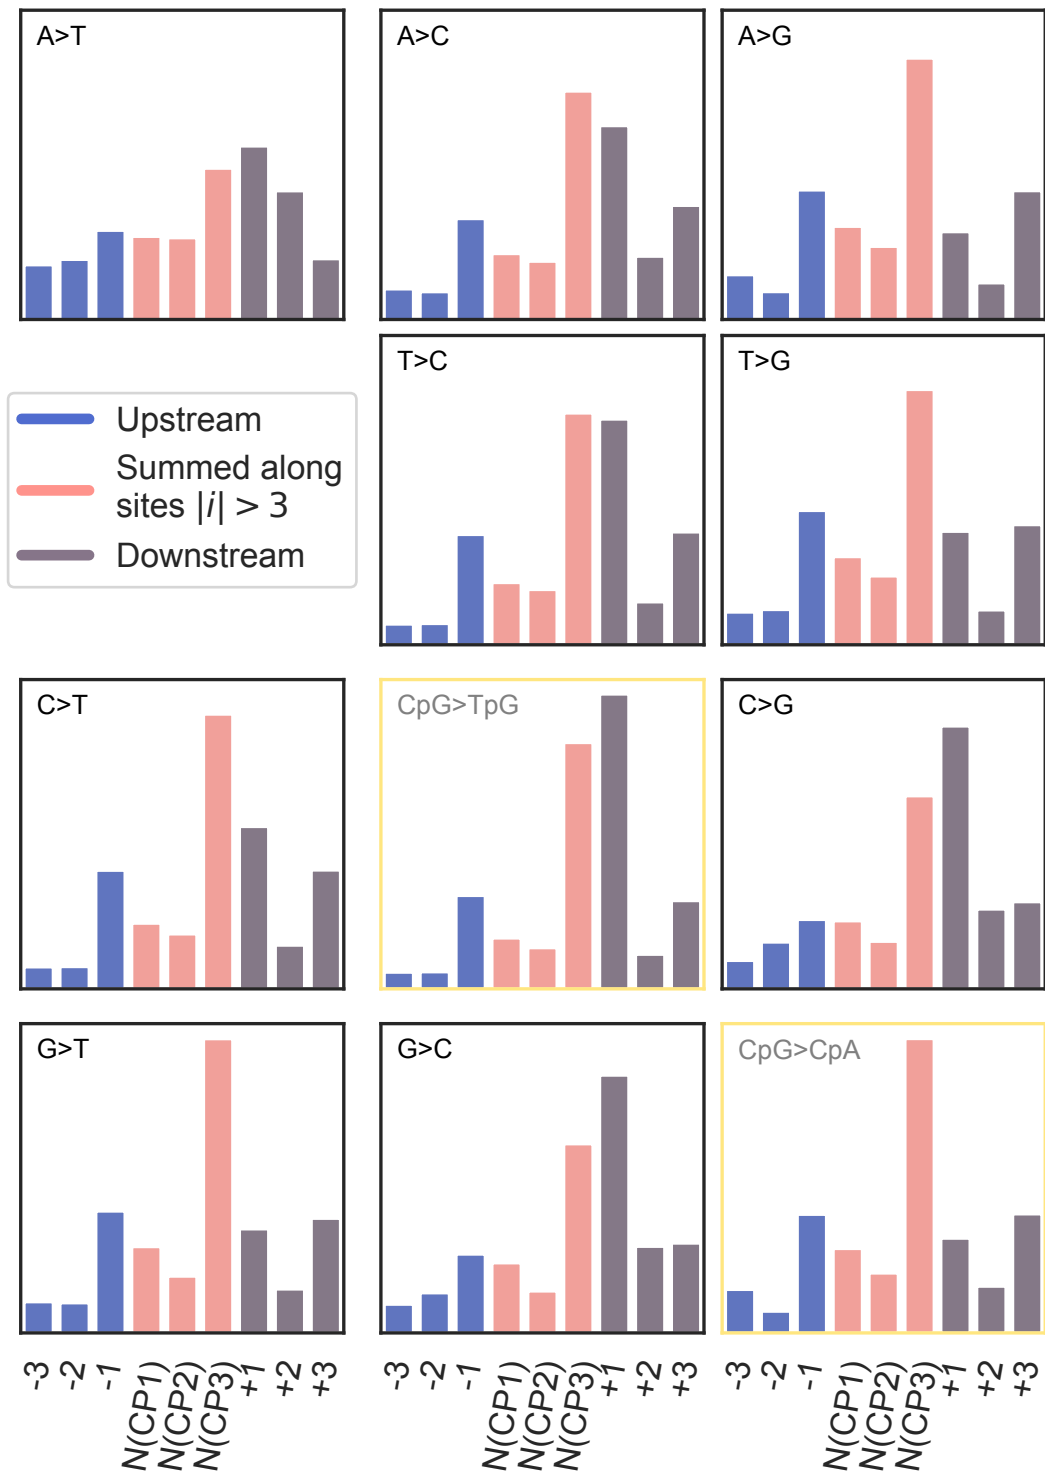 A>T
A>C
A>G
T>C
T>G
Upstream
Summed along
sites |i| > 3
Downstream
C>T
CpG>TpG
C>G
G>T
G>C
CpG>CpA
-3 -2 -1 N(CP1) N(CP2) N(CP3) +1 +2 +3
-3 -2 -1 N(CP1) N(CP2) N(CP3) +1 +2 +3
-3 -2 -1 N(CP1) N(CP2) N(CP3) +1 +2 +3